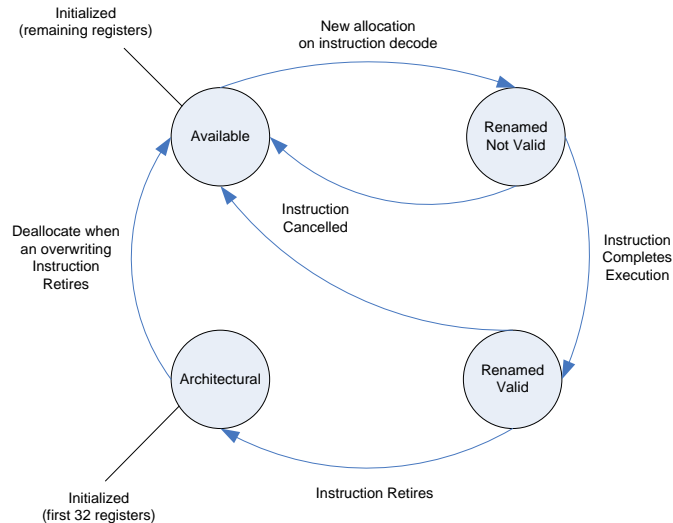 Initialized
(remaining registers)
New allocation
on instruction decode
Available
Renamed
Not Valid
Instruction
Cancelled
Deallocate when
an overwriting
Instruction
Retires
Instruction
Completes
Execution
Architectural
Renamed
Valid
Instruction Retires
Initialized
(first 32 registers)